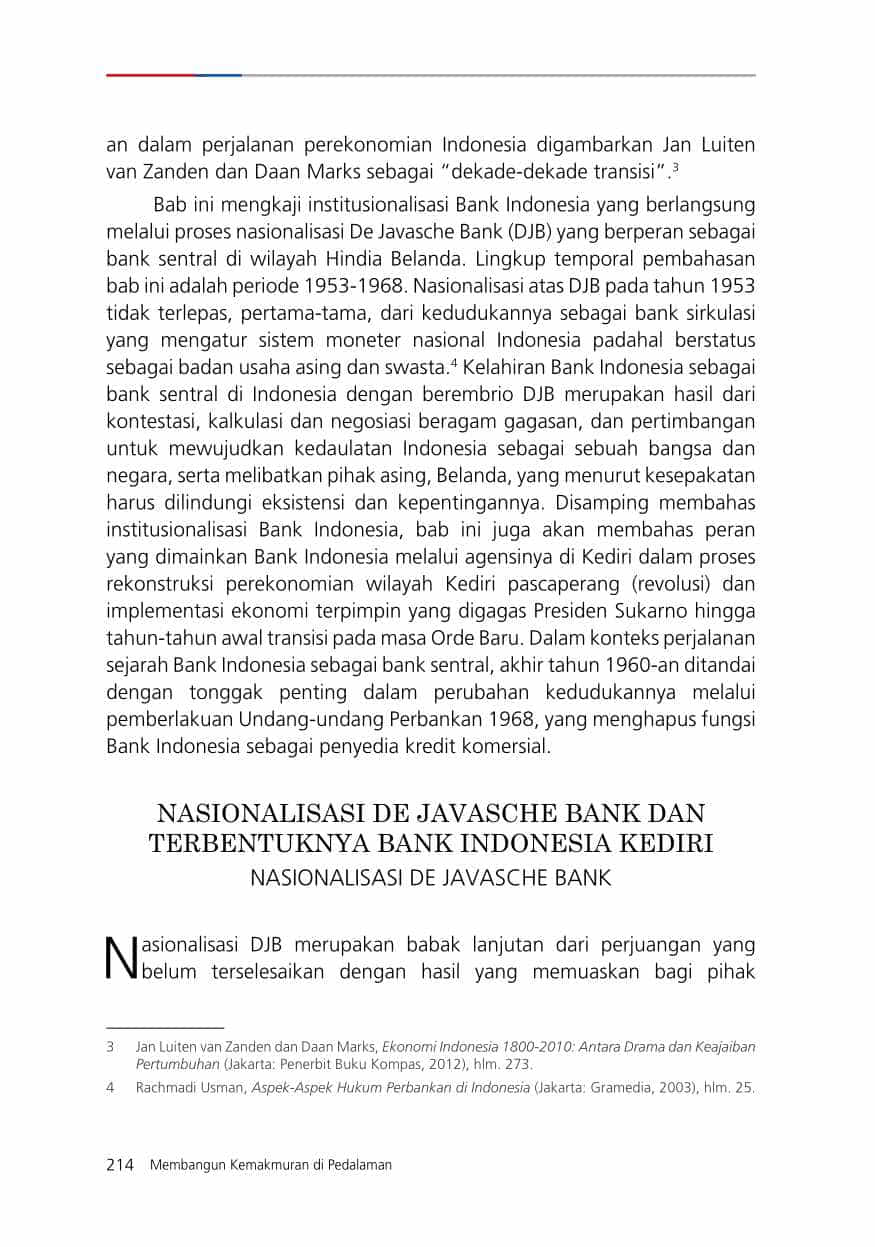 an dalam perjalanan perekonomian Indonesia digambarkan Jan Luiten
van Zanden dan Daan Marks sebagai “dekade-dekade transisi”.³
Bab ini mengkaji institusionalisasi Bank Indonesia yang berlangsung
melalui proses nasionalisasi De Javasche Bank (DJB) yang berperan sebagai
bank sentral di wilayah Hindia Belanda. Lingkup temporal pembahasan
bab ini adalah periode 1953-1968. Nasionalisasi atas DJB pada tahun 1953
tidak terlepas, pertama-tama, dari kedudukannya sebagai bank sirkulasi
yang mengatur sistem moneter nasional Indonesia padahal berstatus
sebagai badan usaha asing dan swasta.⁴ Kelahiran Bank Indonesia sebagai
bank sentral di Indonesia dengan berembrio DJB merupakan hasil dari
kontestasi, kalkulasi dan negosiasi beragam gagasan, dan pertimbangan
untuk mewujudkan kedaulatan Indonesia sebagai sebuah bangsa dan
negara, serta melibatkan pihak asing, Belanda, yang menurut kesepakatan
harus dilindungi eksistensi dan kepentingannya. Disamping membahas
institusionalisasi Bank Indonesia, bab ini juga akan membahas peran
yang dimainkan Bank Indonesia melalui agensinya di Kediri dalam proses
rekonstruksi perekonomian wilayah Kediri pascaperang (revolusi) dan
implementasi ekonomi terpimpin yang digagas Presiden Sukarno hingga
tahun-tahun awal transisi pada masa Orde Baru. Dalam konteks perjalanan
sejarah Bank Indonesia sebagai bank sentral, akhir tahun 1960-an ditandai
dengan tonggak penting dalam perubahan kedudukannya melalui
pemberlakuan Undang-undang Perbankan 1968, yang menghapus fungsi
Bank Indonesia sebagai penyedia kredit komersial.
NASIONALISASI DE JAVASCHE BANK DAN
TERBENTUKNYA BANK INDONESIA KEDIRI
NASIONALISASI DE JAVASCHE BANK
Nasionalisasi DJB merupakan babak lanjutan dari perjuangan yang
belum terselesaikan dengan hasil yang memuaskan bagi pihak
3 Jan Luiten van Zanden dan Daan Marks, Ekonomi Indonesia 1800-2010: Antara Drama dan Keajaiban
Pertumbuhan (Jakarta: Penerbit Buku Kompas, 2012), hlm. 273.
4 Rachmadi Usman, Aspek-Aspek Hukum Perbankan di Indonesia (Jakarta: Gramedia, 2003), hlm. 25.
214 Membangun Kemakmuran di Pedalaman